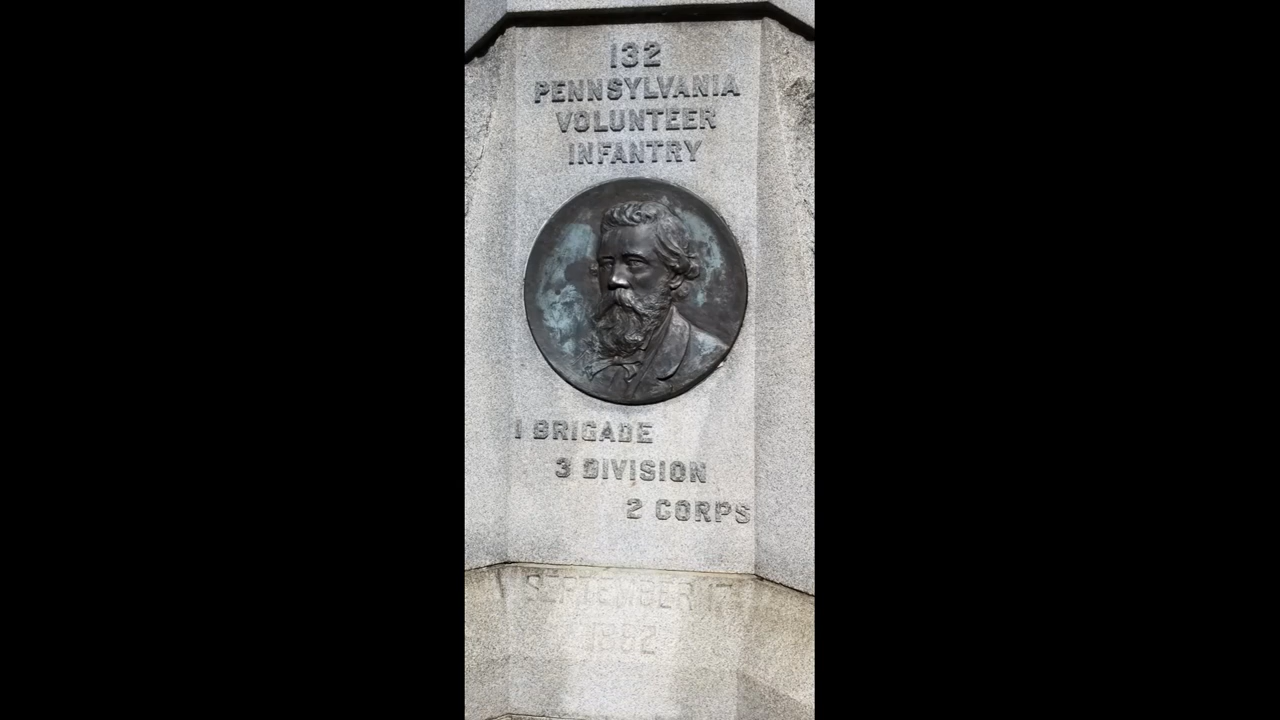 132
PENNSYLVANIA
VOLUNTEER
INFANTRY
1 BRIGADE
3 DIVISION
2 CORPS
SEPTEMBER 17
1862